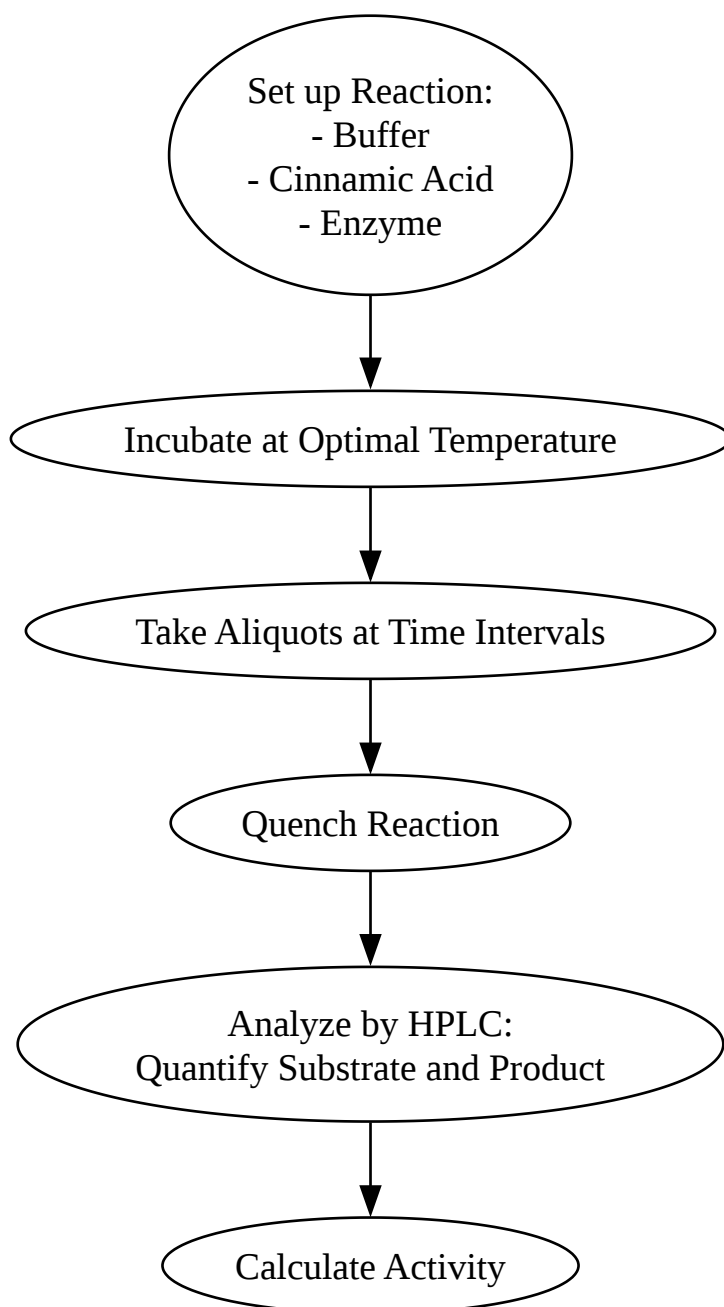 Set up Reaction:
- Buffer
- Cinnamic Acid
- Enzyme
Incubate at Optimal Temperature
Take Aliquots at Time Intervals
Quench Reaction
Analyze by HPLC:
Quantify Substrate and Product
Calculate Activity